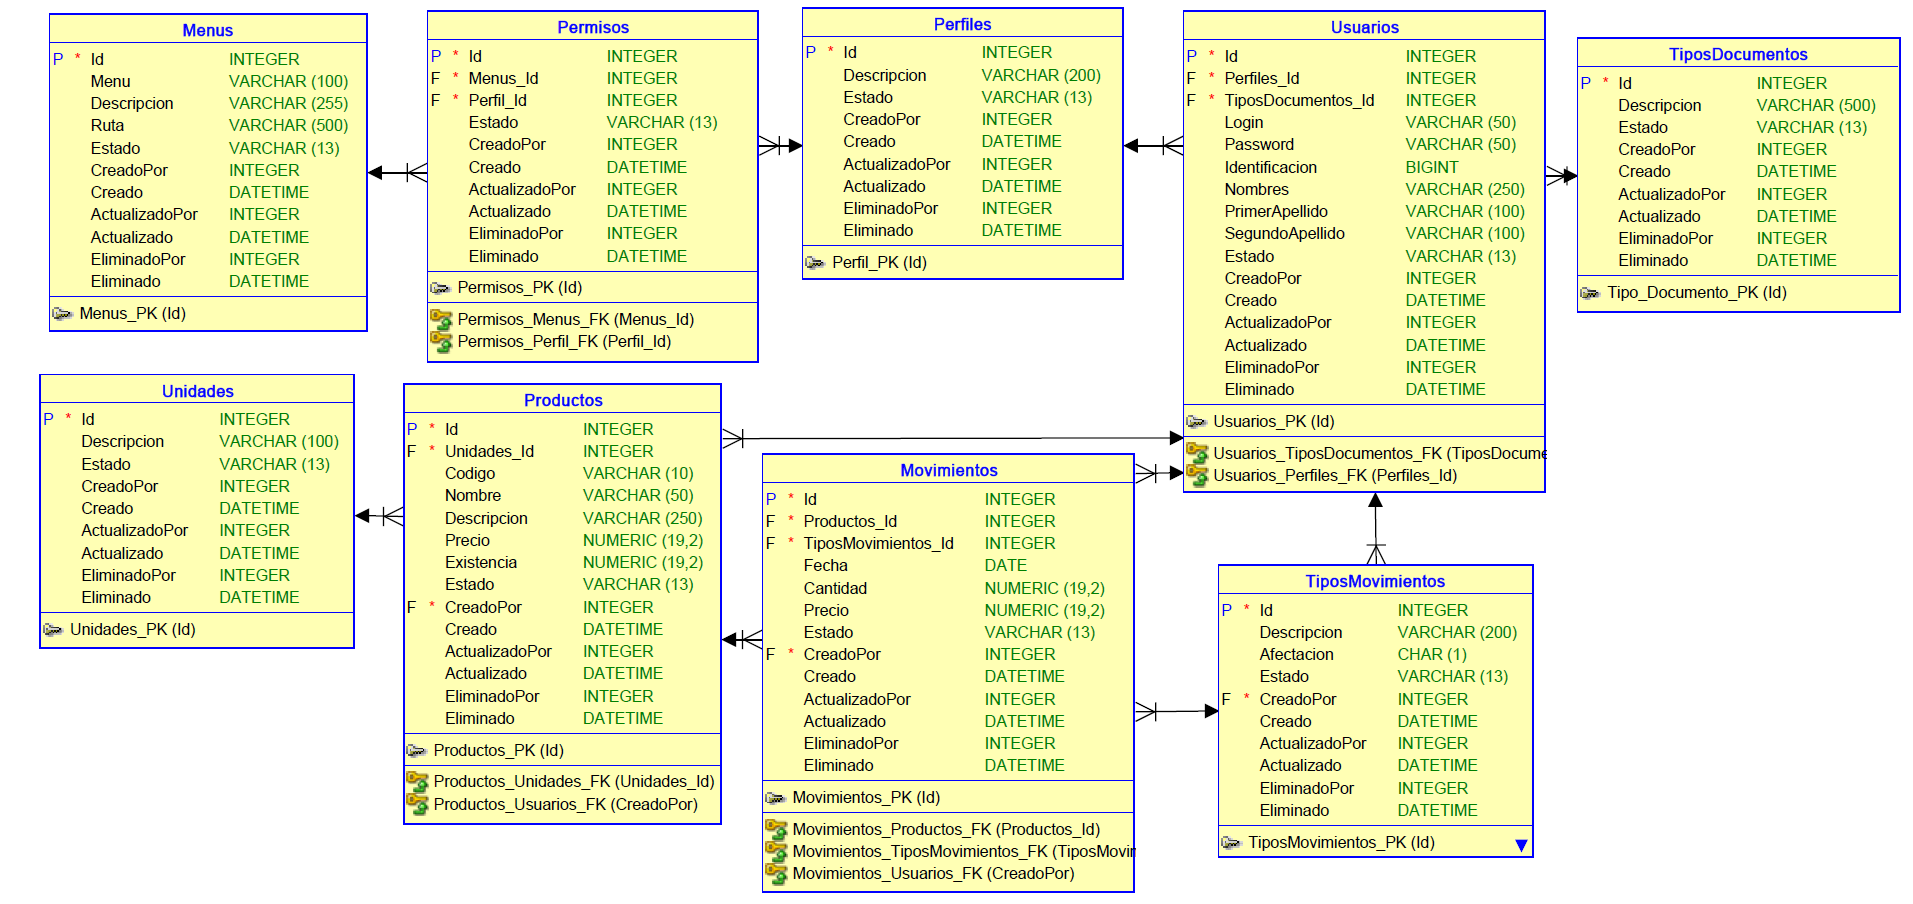 Menus
P * Id INTEGER
Menu VARCHAR (100)
Descripcion VARCHAR (255)
Ruta VARCHAR (500)
Estado VARCHAR (13)
CreadoPor INTEGER
Creado DATETIME
ActualizadoPor INTEGER
Actualizado DATETIME
EliminadoPor INTEGER
Eliminado DATETIME
Menus_PK (Id)
Permisos
P * Id INTEGER
F * Menus_Id INTEGER
F * Perfil_Id INTEGER
Estado VARCHAR (13)
CreadoPor INTEGER
Creado DATETIME
ActualizadoPor INTEGER
Actualizado DATETIME
EliminadoPor INTEGER
Eliminado DATETIME
Permisos_PK (Id)
Permisos_Menus_FK (Menus_Id)
Permisos_Perfil_FK (Perfil_Id)
Perfiles
P * Id INTEGER
Descripcion VARCHAR (200)
Estado VARCHAR (13)
CreadoPor INTEGER
Creado DATETIME
ActualizadoPor INTEGER
Actualizado DATETIME
EliminadoPor INTEGER
Eliminado DATETIME
Perfil_PK (Id)
Usuarios
P * Id INTEGER
F * Perfiles_Id INTEGER
F * TiposDocumentos_Id INTEGER
Login VARCHAR (50)
Password VARCHAR (50)
Identificacion BIGINT
Nombres VARCHAR (250)
PrimerApellido VARCHAR (100)
SegundoApellido VARCHAR (100)
Estado VARCHAR (13)
CreadoPor INTEGER
Creado DATETIME
ActualizadoPor INTEGER
Actualizado DATETIME
EliminadoPor INTEGER
Eliminado DATETIME
Usuarios_PK (Id)
Usuarios_TiposDocumentos_FK (TiposDocume
Usuarios_Perfiles_FK (Perfiles_Id)
TiposDocumentos
P * Id INTEGER
Descripcion VARCHAR (500)
Estado VARCHAR (13)
CreadoPor INTEGER
Creado DATETIME
ActualizadoPor INTEGER
Actualizado DATETIME
EliminadoPor INTEGER
Eliminado DATETIME
Tipo_Documento_PK (Id)
Unidades
P * Id INTEGER
Descripcion VARCHAR (100)
Estado VARCHAR (13)
CreadoPor INTEGER
Creado DATETIME
ActualizadoPor INTEGER
Actualizado DATETIME
EliminadoPor INTEGER
Eliminado DATETIME
Unidades_PK (Id)
Productos
P * Id INTEGER
F * Unidades_Id INTEGER
Codigo VARCHAR (10)
Nombre VARCHAR (50)
Descripcion VARCHAR (250)
Precio NUMERIC (19,2)
Existencia NUMERIC (19,2)
Estado VARCHAR (13)
F * CreadoPor INTEGER
Creado DATETIME
ActualizadoPor INTEGER
Actualizado DATETIME
EliminadoPor INTEGER
Eliminado DATETIME
Productos_PK (Id)
Productos_Unidades_FK (Unidades_Id)
Productos_Usuarios_FK (CreadoPor)
Movimientos
P * Id INTEGER
F * Productos_Id INTEGER
F * TiposMovimientos_Id INTEGER
Fecha DATE
Cantidad NUMERIC (19,2)
Precio NUMERIC (19,2)
Estado VARCHAR (13)
F * CreadoPor INTEGER
Creado DATETIME
ActualizadoPor INTEGER
Actualizado DATETIME
EliminadoPor INTEGER
Eliminado DATETIME
Movimientos_PK (Id)
Movimientos_Productos_FK (Productos_Id)
Movimientos_TiposMovimientos_FK (TiposMovi
Movimientos_Usuarios_FK (CreadoPor)
TiposMovimientos
P * Id INTEGER
Descripcion VARCHAR (200)
Afectacion CHAR (1)
Estado VARCHAR (13)
F * CreadoPor INTEGER
Creado DATETIME
ActualizadoPor INTEGER
Actualizado DATETIME
EliminadoPor INTEGER
Eliminado DATETIME
TiposMovimientos_PK (Id)